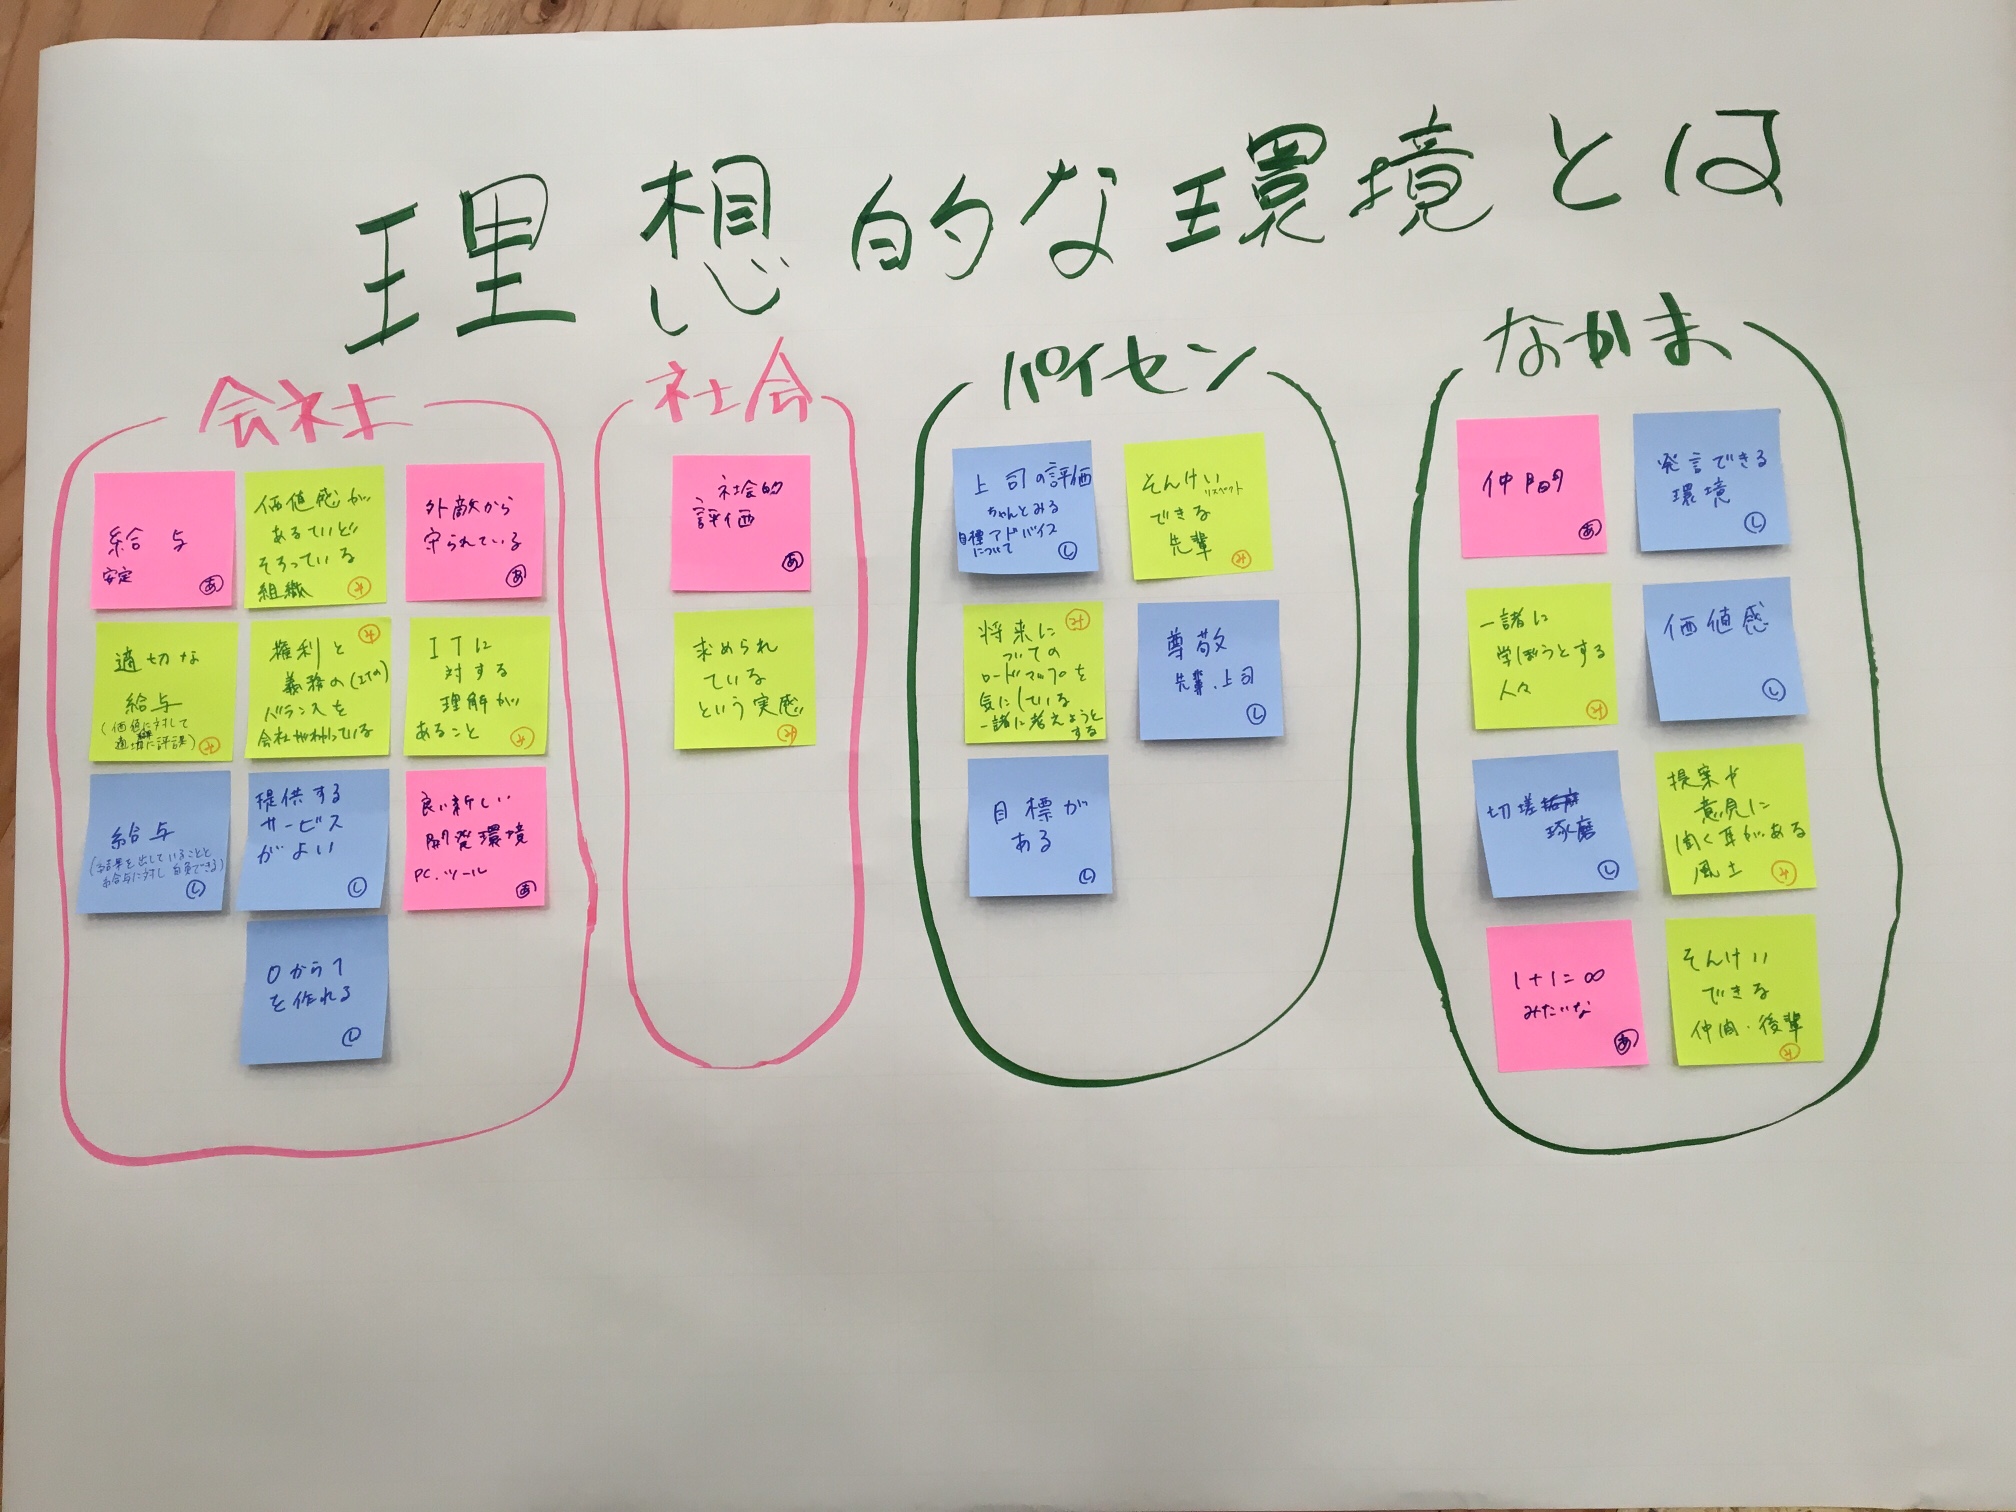 理想的な環境とは
会社
給与
安定
あ
価値感が
あるていど
そろっている
組織
み
外敵から
守られている
あ
適切な
給与
(価値に対して
適切に評課)
み
権利と
義務の(ITの)
バランスを
会社がわかっている
み
ITに
対する
理解が
あること
み
給与
(結果を出していることと
給与に対し自負できる)
し
提供する
サービス
がよい
し
良い新しい
開発環境
PC.ツール
あ
0から1
を作れる
し
社会
社会的
評価
あ
求められ
ている
という実感
み
パイセン
上司の評価
ちゃんとみる
目標アドバイス
について
し
そんけい
リスペクト
できる
先輩
み
将来に
ついての
ロードマップを
気にしている
一緒に考えようと
する
み
尊敬
先輩、上司
し
目標が
ある
し
なかま
仲間
あ
発言できる
環境
し
一諸に
学ぼうとする
人々
み
価値感
し
切瑳
琢磨
し
提案や
意見に
聞く耳がある
風土
み
1+1=∞
みたいな
あ
そんけい
できる
仲間・後輩
み